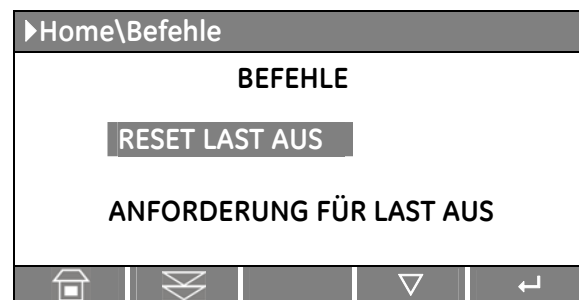 ▶Home\Befehle
BEFEHLE
RESET LAST AUS
ANFORDERUNG FÜR LAST AUS